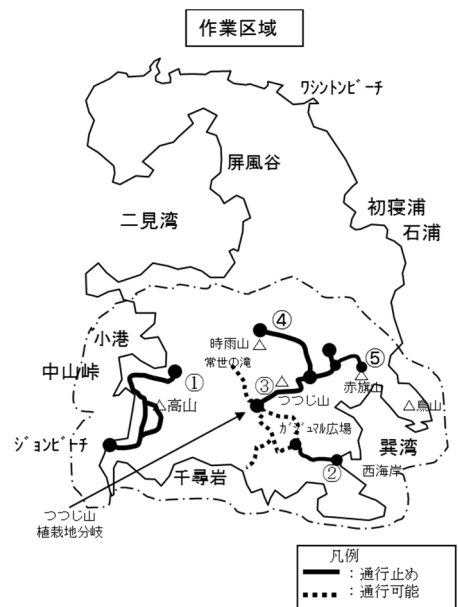 作業区域
ﾜｼﾝﾄﾝﾋﾞｰﾁ
屏風谷
初寝浦
二見湾
石浦
小港
④
時雨山
常世の滝
⑤
中山峠
①
③
赤旗山
高山
つつじ山
鳥山
ｶﾞｼﾞｭﾏﾙ広場
ｼﾞｮﾝﾋﾞｰﾁ
巽湾
千尋岩
②
西海岸
つつじ山
植栽地分岐
凡例
：通行止め
：通行可能